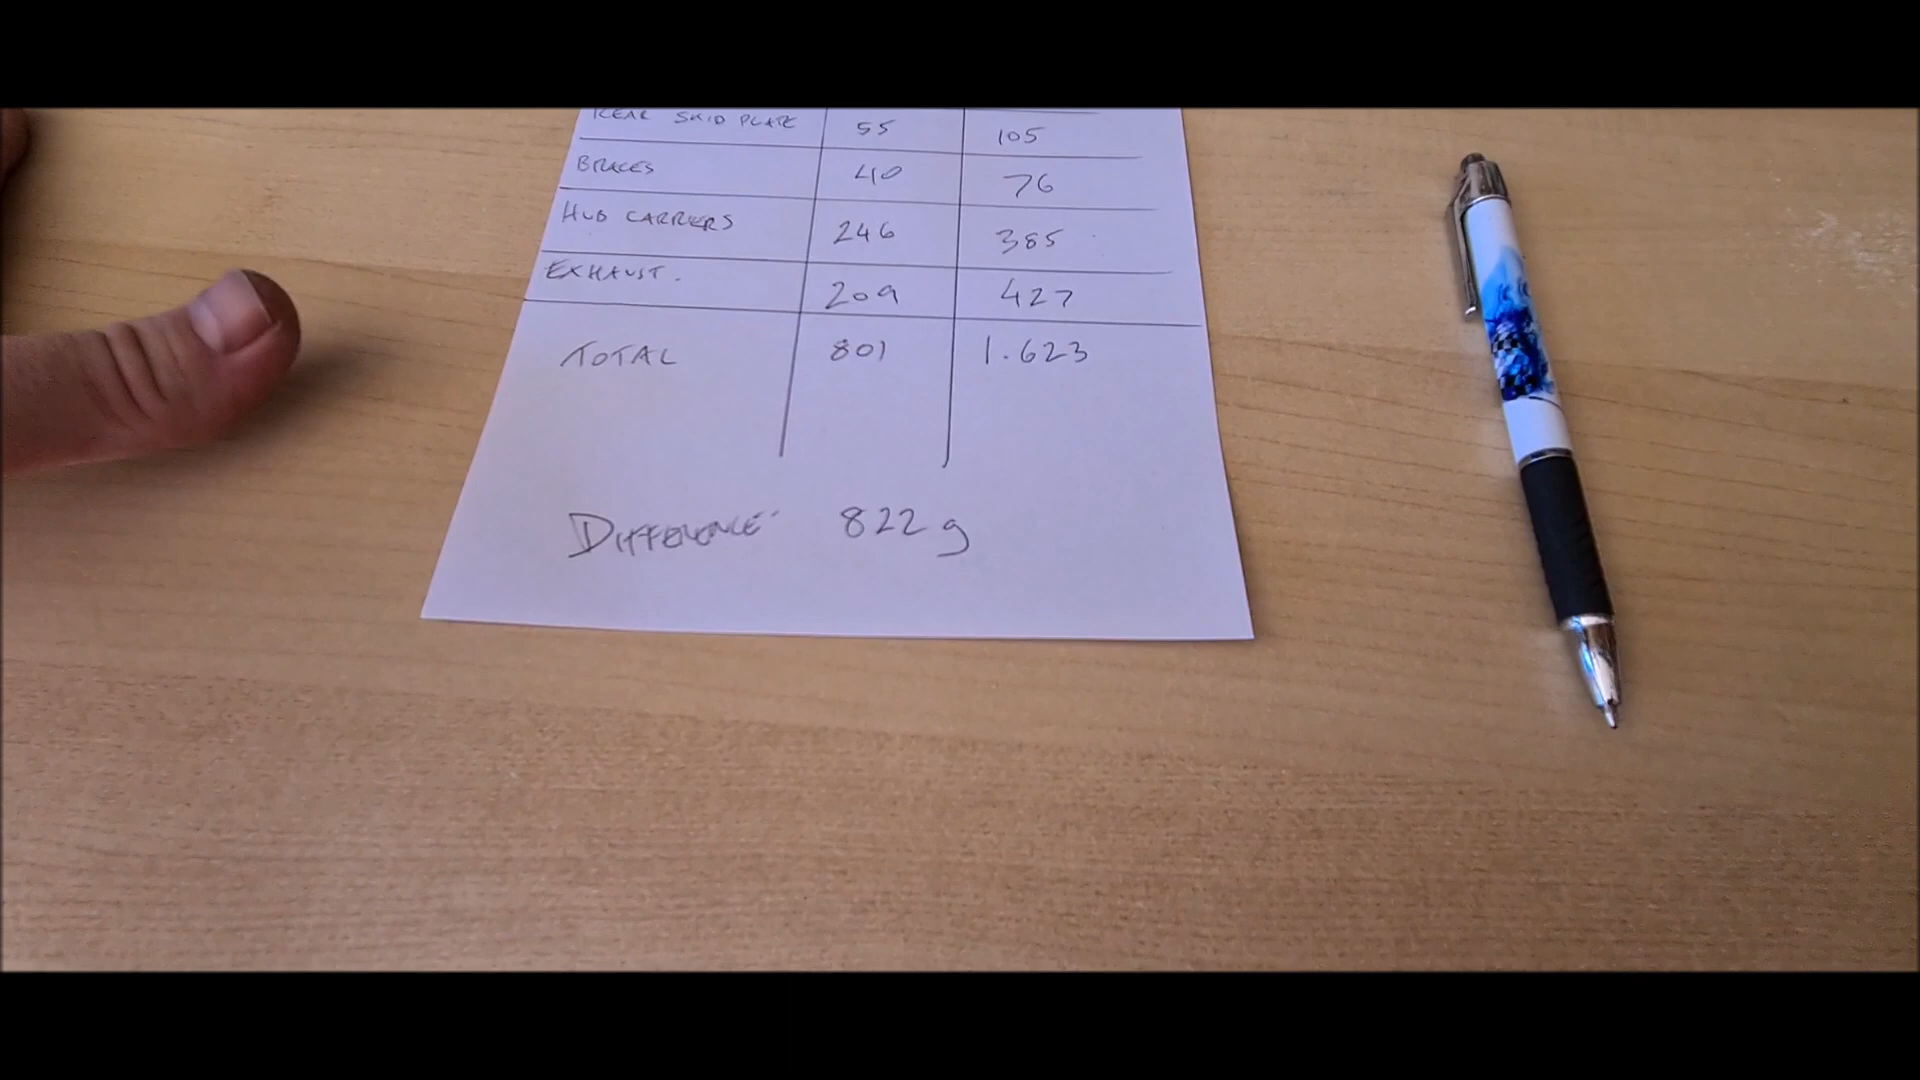 REAR SKID PLATE 55 105
BRACES 40 76
HUB CARRIERS 246 385
EXHAUST. 209 427
TOTAL 801 1.623
DIFFERENCE: 822g